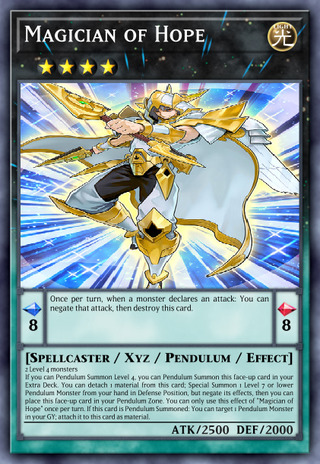 Magician of Hope
LIGHT
光
Once per turn, when a monster declares an attack: You can
negate that attack, then destroy this card.
8
8
[Spellcaster / Xyz / Pendulum / Effect]
2 Level 4 monsters
If you can Pendulum Summon Level 4, you can Pendulum Summon this face-up card in your
Extra Deck. You can detach 1 material from this card; Special Summon 1 Level 7 or lower
Pendulum Monster from your hand in Defense Position, but negate its effects, then you can
place this face-up card in your Pendulum Zone. You can only use this effect of "Magician of
Hope" once per turn. If this card is Pendulum Summoned: You can target 1 Pendulum Monster
in your GY; attach it to this card as material.
ATK/2500 DEF/2000